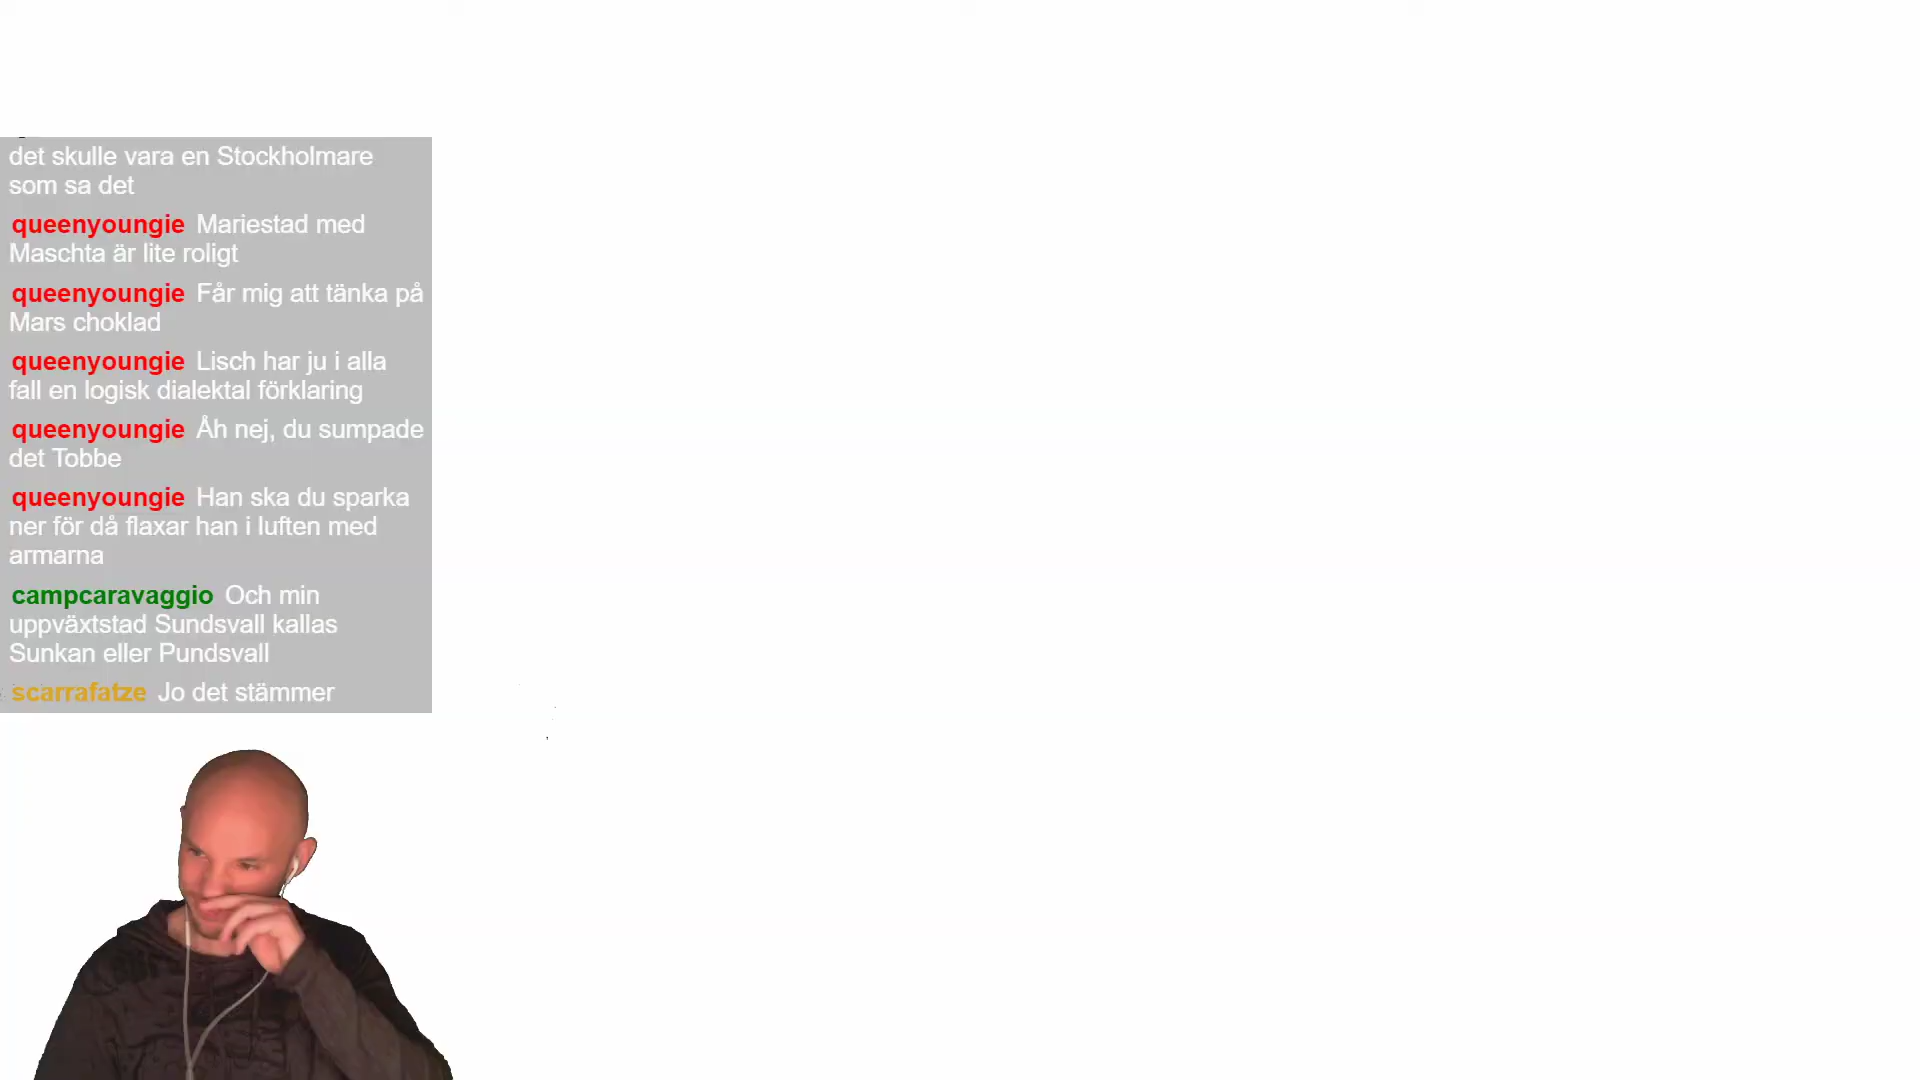 det skulle vara en Stockholmare
som sa det
queenyoungie Mariestad med
Maschta är lite roligt
queenyoungie Får mig att tänka på
Mars choklad
queenyoungie Lisch har ju i alla
fall en logisk dialektal förklaring
queenyoungie Åh nej, du sumpade
det Tobbe
queenyoungie Han ska du sparka
ner för då flaxar han i luften med
armarna
campcaravaggio Och min
uppväxtstad Sundsvall kallas
Sunkan eller Pundsvall
scarrafatze Jo det stämmer